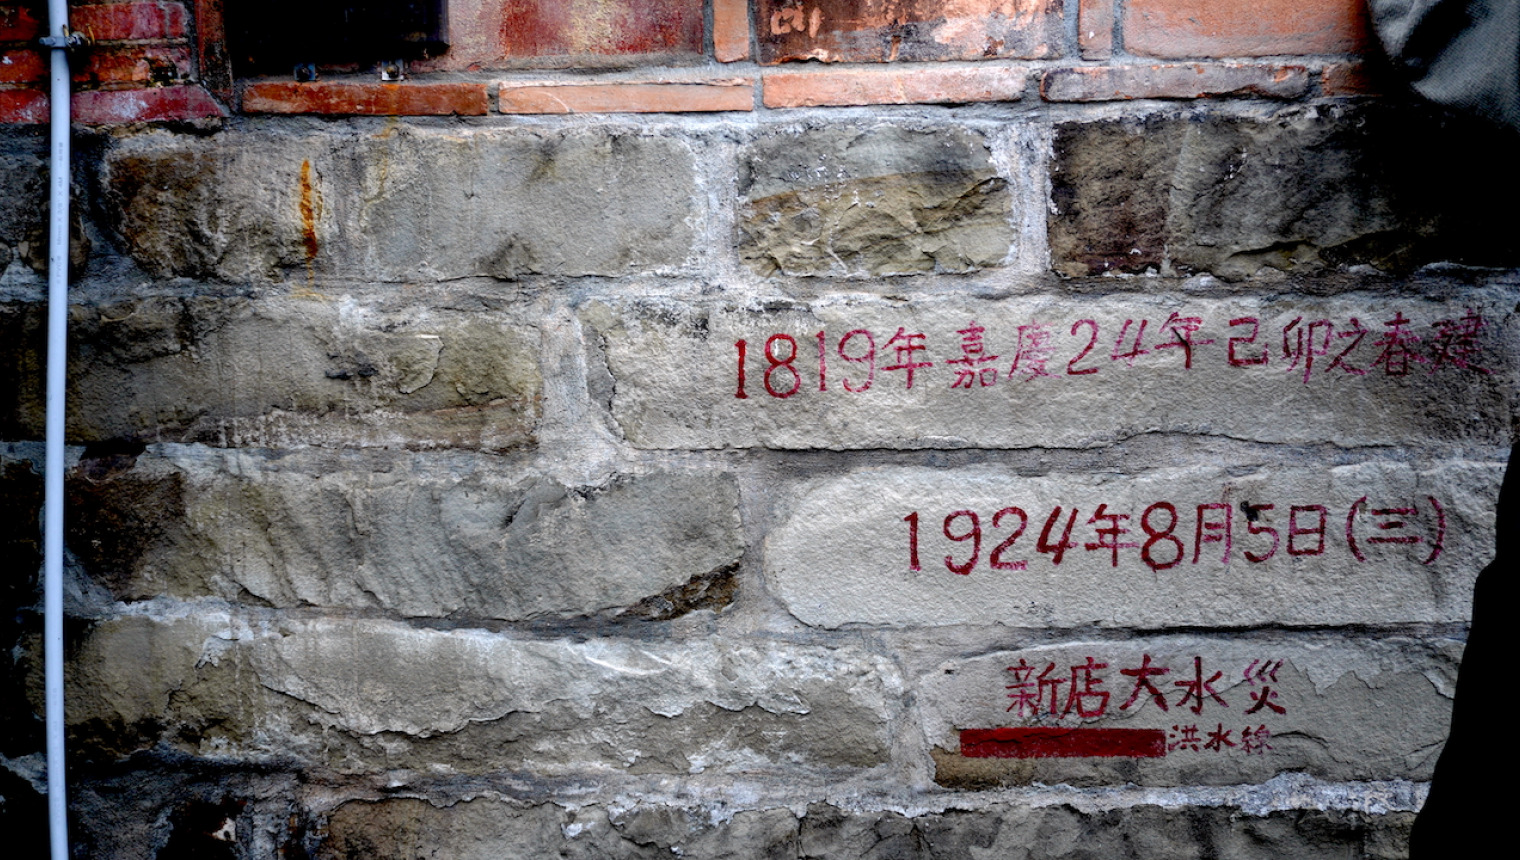 1819年嘉慶24年己卯之春建
1924年8月5日(三)
新店大水災
洪水線